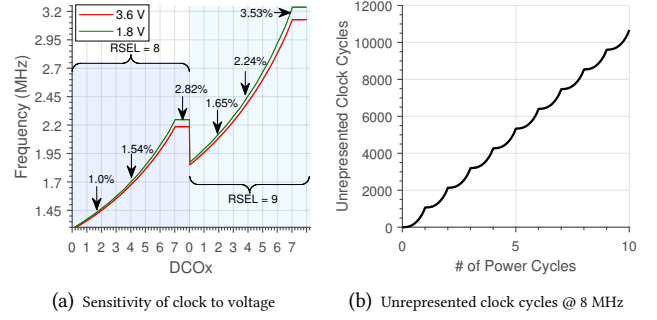 3.6 V
1.8 V
RSEL = 8
3.53%
2.24%
2.82%
1.65%
1.54%
1.0%
RSEL = 9
3.2
2.95
2.7
2.45
2.2
1.95
1.7
1.45
Frequency (MHz)
0 1 2 3 4 5 6 7 0 1 2 3 4 5 6 7
DCOx
(a) Sensitivity of clock to voltage
12000
10000
8000
6000
4000
2000
0
Unrepresented Clock Cycles
0 5 10
# of Power Cycles
(b) Unrepresented clock cycles @ 8 MHz